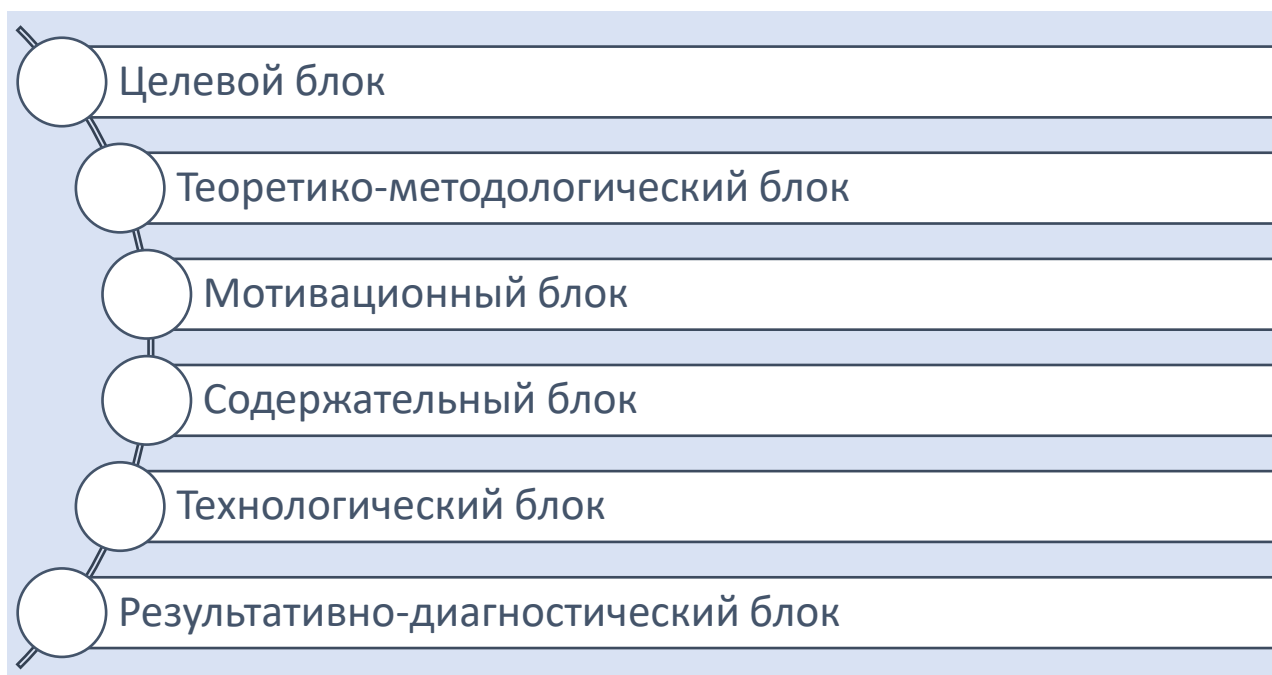 Целевой блок
Теоретико-методологический блок
Мотивационный блок
Содержательный блок
Технологический блок
Результативно-диагностический блок